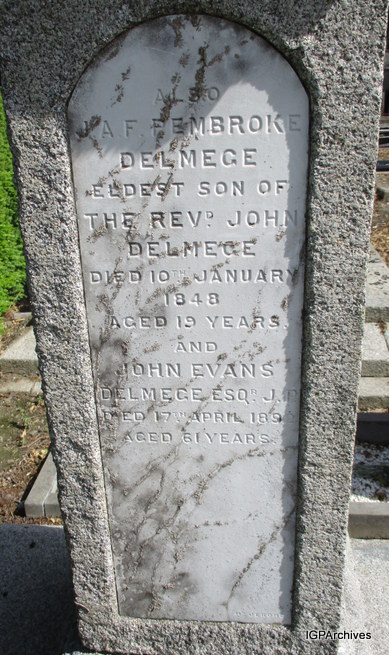 ALSO
J. A. F. PEMBROKE
DELMEGE
ELDEST SON OF
THE REVᴰ. JOHN
DELMEGE
DIED 10TH JANUARY
1848
AGED 19 YEARS.
AND
JOHN EVANS
DELMEGE ESQᴿ. J.P.
DIED 17TH APRIL
AGED 61 YEARS.
IGPArchives